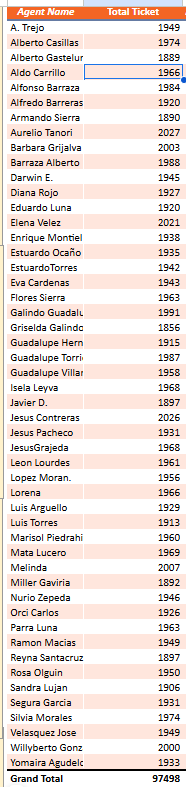 Agent Name Total Ticket
A. Trejo 1949
Alberto Casillas 1974
Alberto Gastelur 1889
Aldo Carrillo 1966
Alfonso Barraza 1984
Alfredo Barreras 1920
Armando Sierra 1890
Aurelio Tanori 2027
Barbara Grijalva 2003
Barraza Alberto 1988
Darwin E. 1945
Diana Rojo 1927
Eduardo Luna 1920
Elena Velez 2021
Enrique Montiel 1938
Estuardo Ocaño 1935
EstuardoTorres 1942
Eva Cardenas 1943
Flores Sierra 1963
Galindo Guadalu 1991
Griselda Galindo 1856
Guadalupe Hern 1915
Guadalupe Torri 1987
Guadalupe Villar 1958
Isela Leyva 1968
Javier D. 1897
Jesus Contreras 2026
Jesus Pacheco 1931
JesusGrajeda 1968
Leon Lourdes 1961
Lopez Moran. 1956
Lorena 1966
Luis Arguello 1929
Luis Torres 1913
Marisol Piedrahi 1960
Mata Lucero 1969
Melinda 2007
Miller Gaviria 1892
Nurio Zepeda 1946
Orci Carlos 1926
Parra Luna 1963
Ramon Macias 1949
Reyna Santacruz 1897
Rosa Olguin 1950
Sandra Lujan 1906
Segura Garcia 1931
Silvia Morales 1974
Velasquez Jose 1949
Willyberto Gonz 2000
Yomaira Agudelo 1933
Grand Total 97498